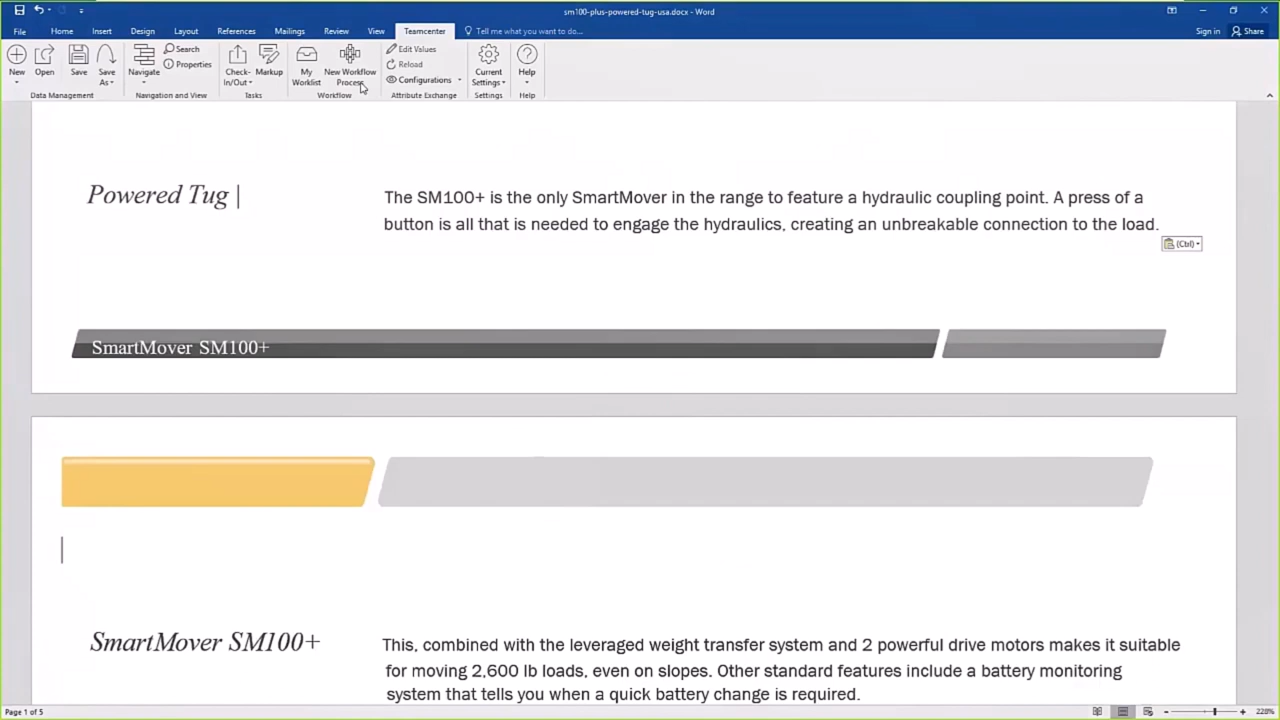 sm100-plus-powered-tug-usa.docx - Word
File Home Insert Design Layout References Mailings Review View Teamcenter Tell me what you want to do... Sign in Share
New Open Save Save As Navigate Search Properties Check-In/Out Markup My Worklist New Workflow Process Edit Values Reload Configurations Current Settings Help
Data Management Navigation and View Tasks Workflow Attribute Exchange Settings Help
Powered Tug |
The SM100+ is the only SmartMover in the range to feature a hydraulic coupling point. A press of a
button is all that is needed to engage the hydraulics, creating an unbreakable connection to the load.
(Ctrl)
SmartMover SM100+
SmartMover SM100+
This, combined with the leveraged weight transfer system and 2 powerful drive motors makes it suitable
for moving 2,600 lb loads, even on slopes. Other standard features include a battery monitoring
system that tells you when a quick battery change is required.
Page 1 of 5
228%